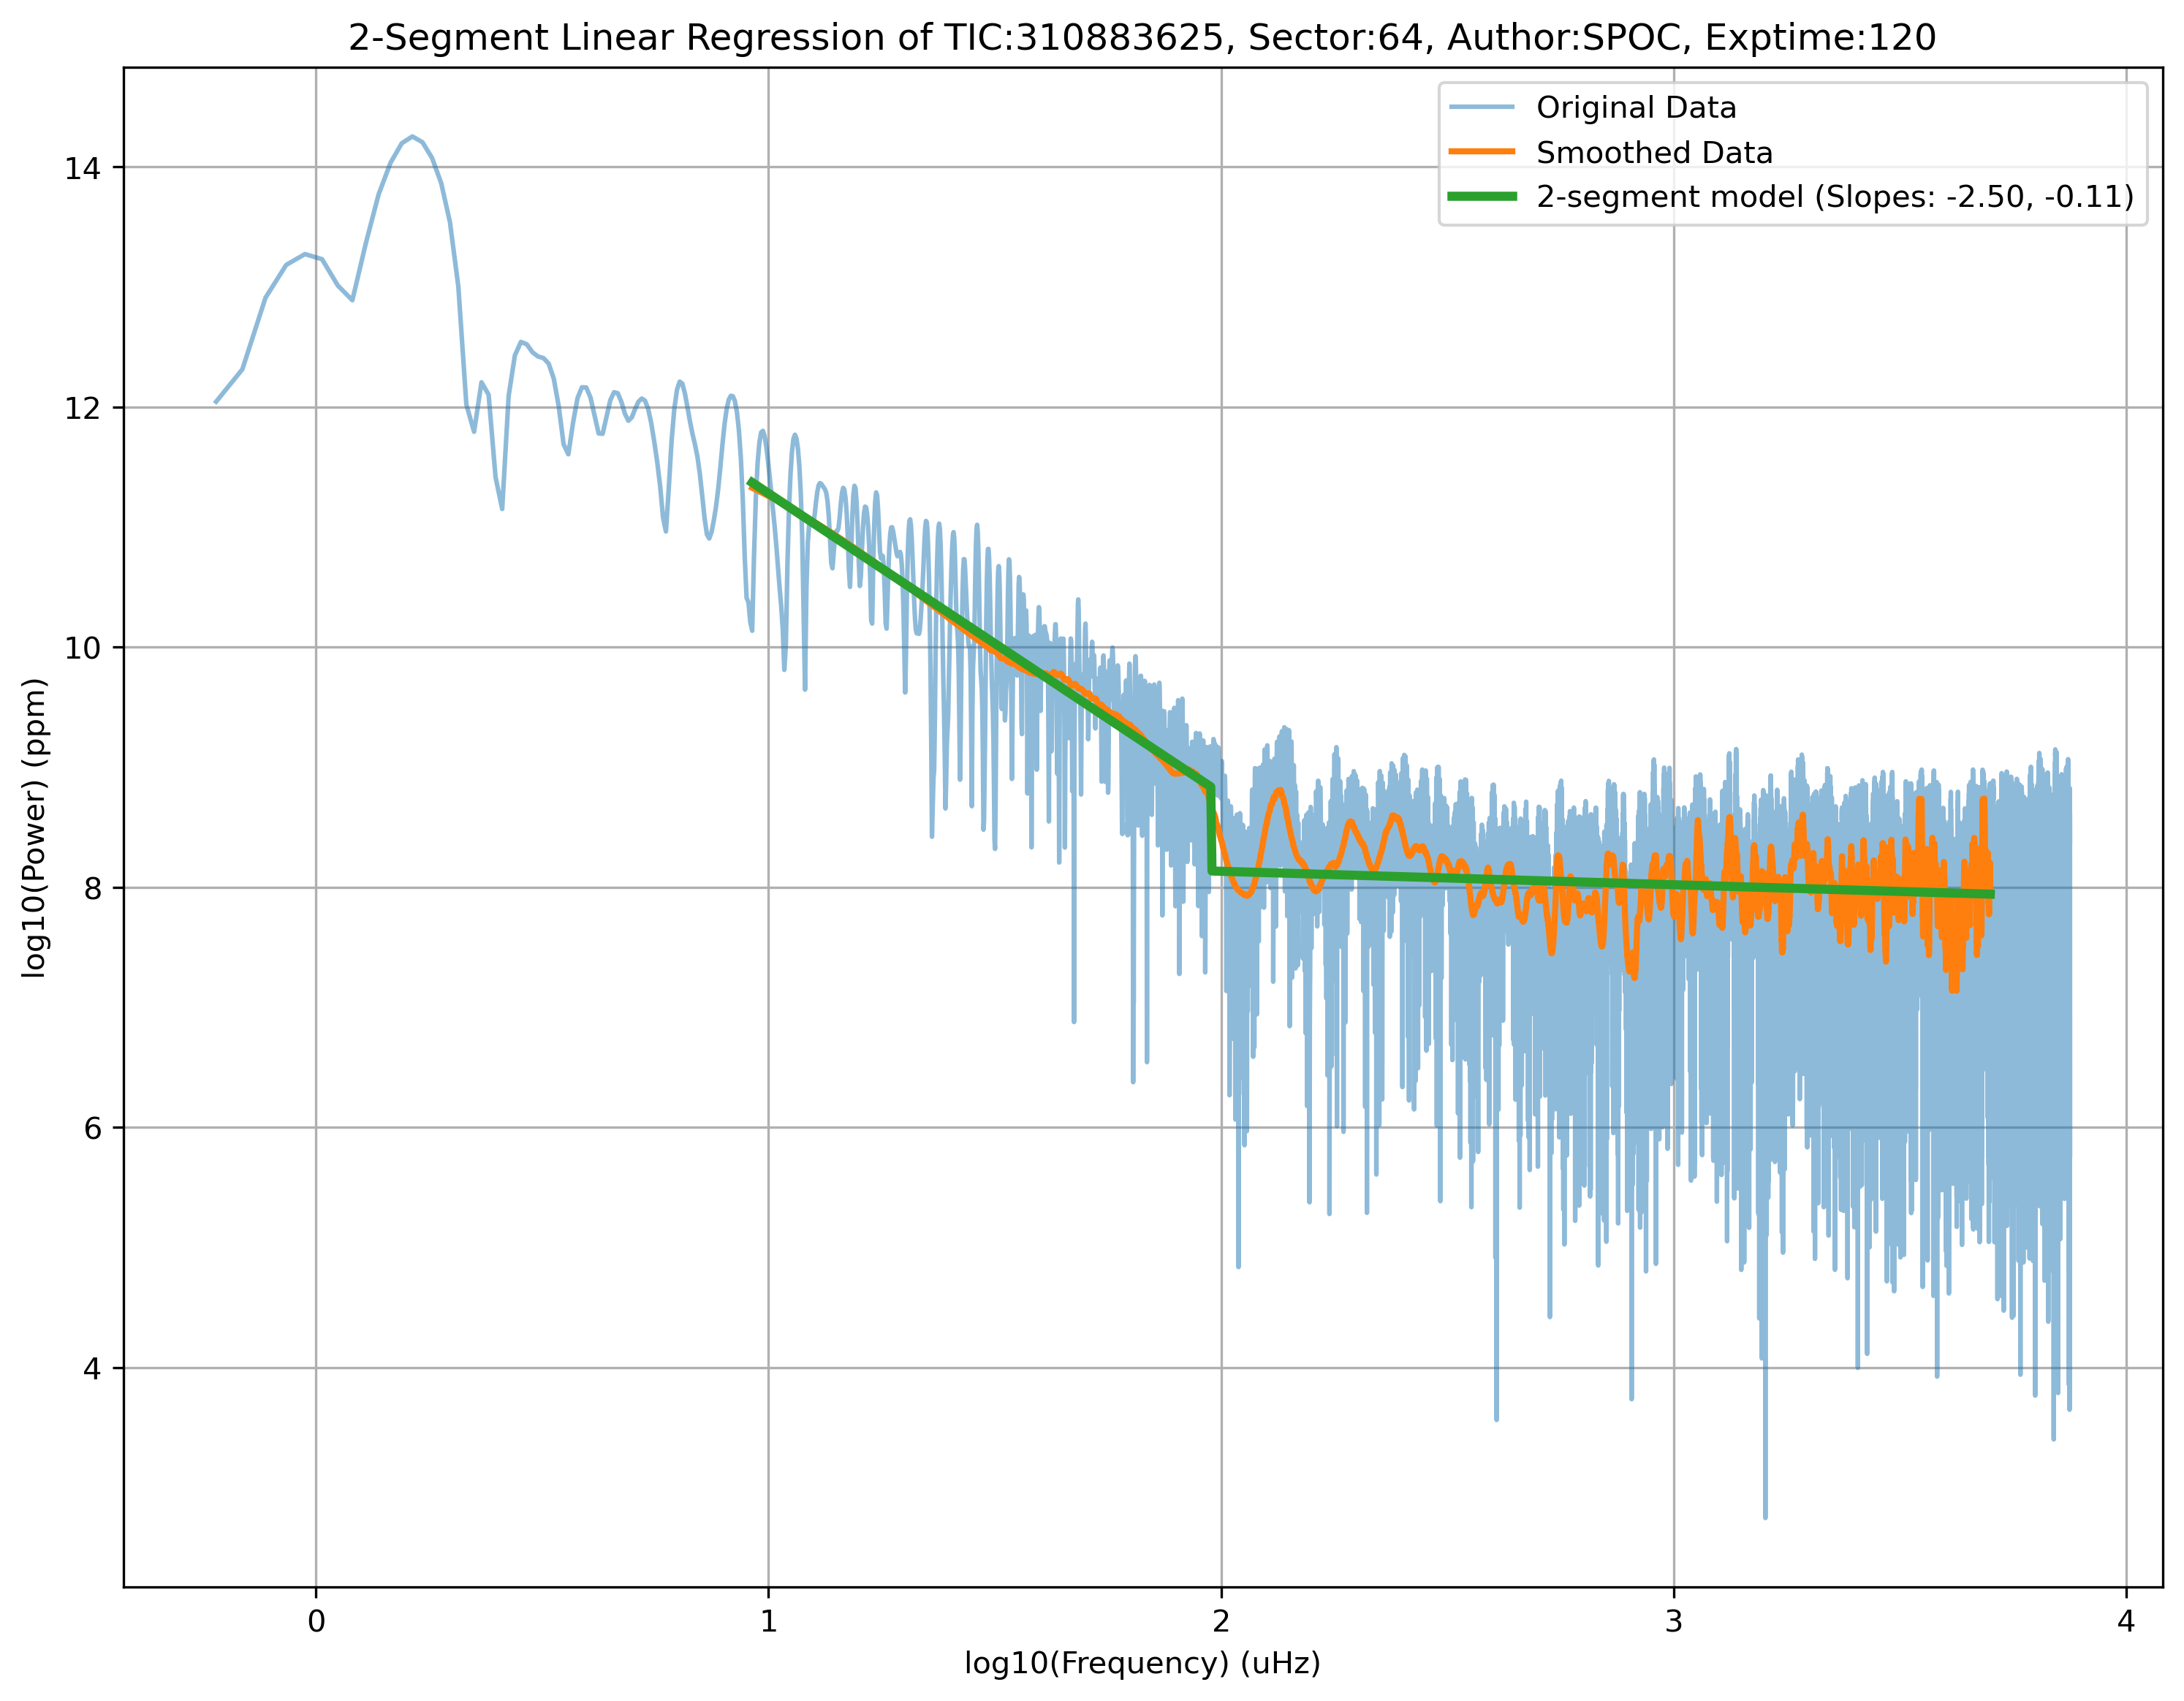 2-Segment Linear Regression of TIC:310883625, Sector:64, Author:SPOC, Exptime:120
Original Data
Smoothed Data
2-segment model (Slopes: -2.50, -0.11)
14
12
10
8
6
4
log10(Power) (ppm)
0 1 2 3 4
log10(Frequency) (uHz)